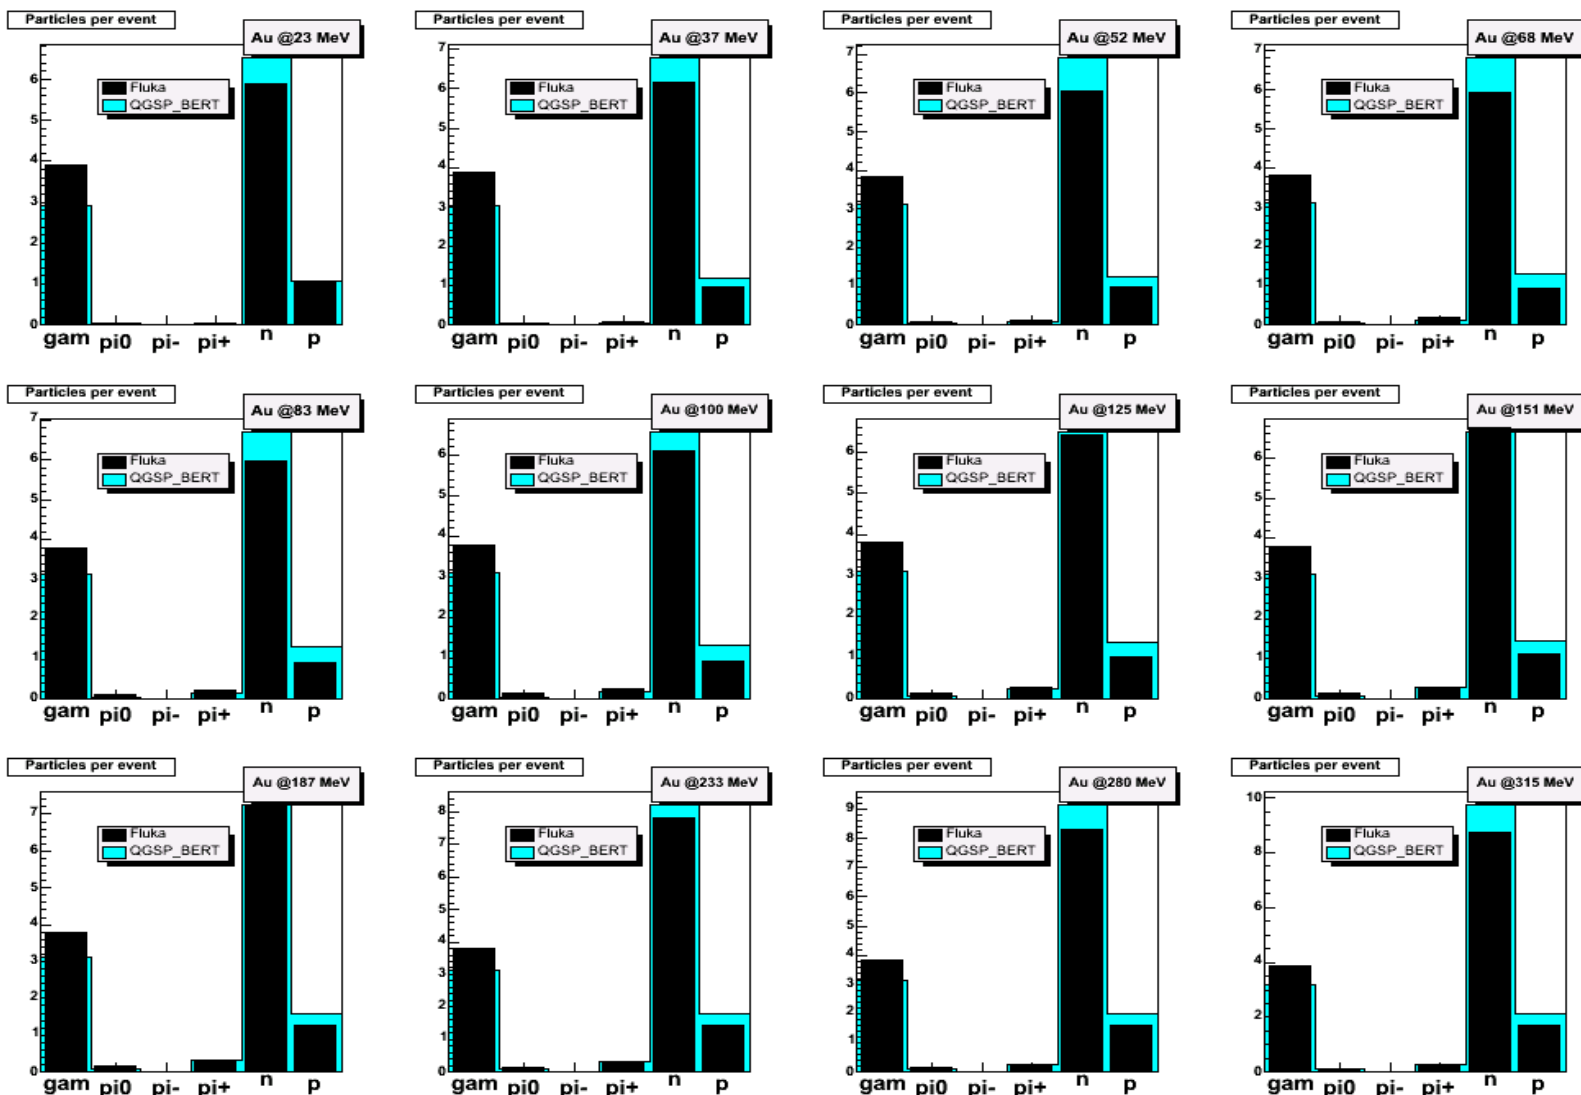 Particles per event
Au @23 MeV
Fluka
QGSP_BERT
6
4
3
2
1
0
gam pi0 pi- pi+ n p
Particles per event
Au @37 MeV
7
Fluka
QGSP_BERT
6
5
4
3
2
1
0
gam pi0 pi- pi+ n p
Particles per event
Au @52 MeV
7
Fluka
QGSP_BERT
6
5
4
3
2
1
0
gam pi0 pi- pi+ n p
Particles per event
Au @68 MeV
7
Fluka
QGSP_BERT
6
5
4
3
2
1
0
gam pi0 pi- pi+ n p
Particles per event
Au @83 MeV
7
Fluka
QGSP_BERT
6
5
4
3
2
1
0
gam pi0 pi- pi+ n p
Particles per event
Au @100 MeV
Fluka
QGSP_BERT
6
5
4
3
2
1
0
gam pi0 pi- pi+ n p
Particles per event
Au @125 MeV
Fluka
QGSP_BERT
6
5
4
3
2
1
0
gam pi0 pi- pi+ n p
Particles per event
Au @151 MeV
Fluka
QGSP_BERT
6
5
4
3
2
1
0
gam pi0 pi- pi+ n p
Particles per event
Au @187 MeV
7
Fluka
QGSP_BERT
6
5
4
3
2
1
0
gam pi0 pi- pi+ n p
Particles per event
Au @233 MeV
8
Fluka
QGSP_BERT
7
6
5
4
3
2
1
0
gam pi0 pi- pi+ n p
Particles per event
Au @280 MeV
9
Fluka
QGSP_BERT
8
7
6
5
4
3
2
1
0
gam pi0 pi- pi+ n p
Particles per event
Au @315 MeV
10
Fluka
QGSP_BERT
8
6
4
2
0
gam pi0 pi- pi+ n p